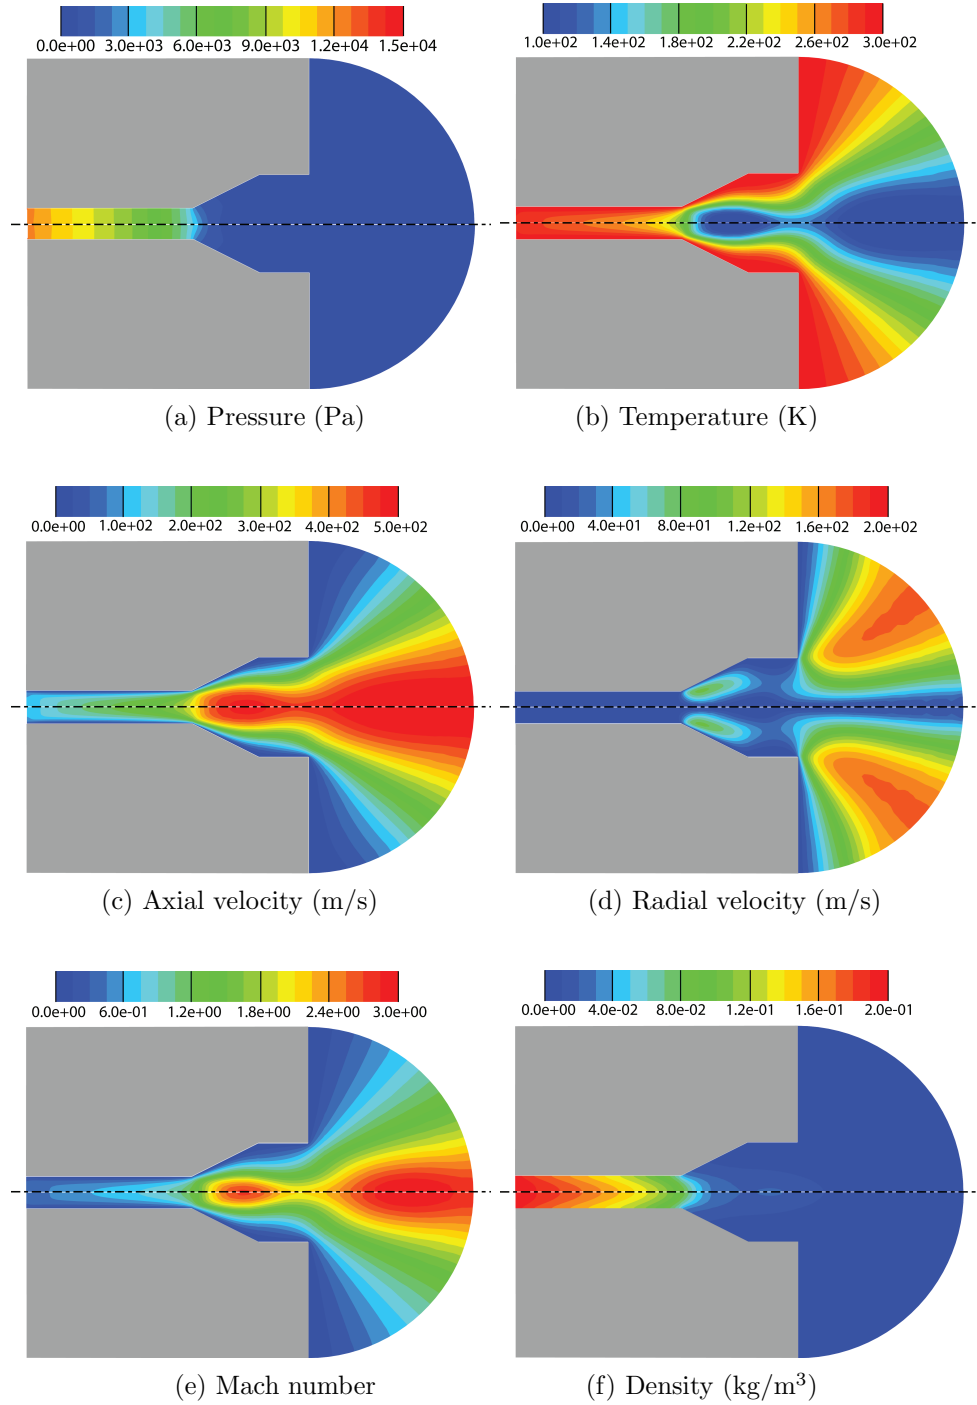 0.0e+00 3.0e+03 6.0e+03 9.0e+03 1.2e+04 1.5e+04
1.0e+02 1.4e+02 1.8e+02 2.2e+02 2.6e+02 3.0e+02
(a) Pressure (Pa)
(b) Temperature (K)
0.0e+00 1.0e+02 2.0e+02 3.0e+02 4.0e+02 5.0e+02
0.0e+00 4.0e+01 8.0e+01 1.2e+02 1.6e+02 2.0e+02
(c) Axial velocity (m/s)
(d) Radial velocity (m/s)
0.0e+00 6.0e-01 1.2e+00 1.8e+00 2.4e+00 3.0e+00
0.0e+00 4.0e-02 8.0e-02 1.2e-01 1.6e-01 2.0e-01
(e) Mach number
(f) Density (kg/m³)